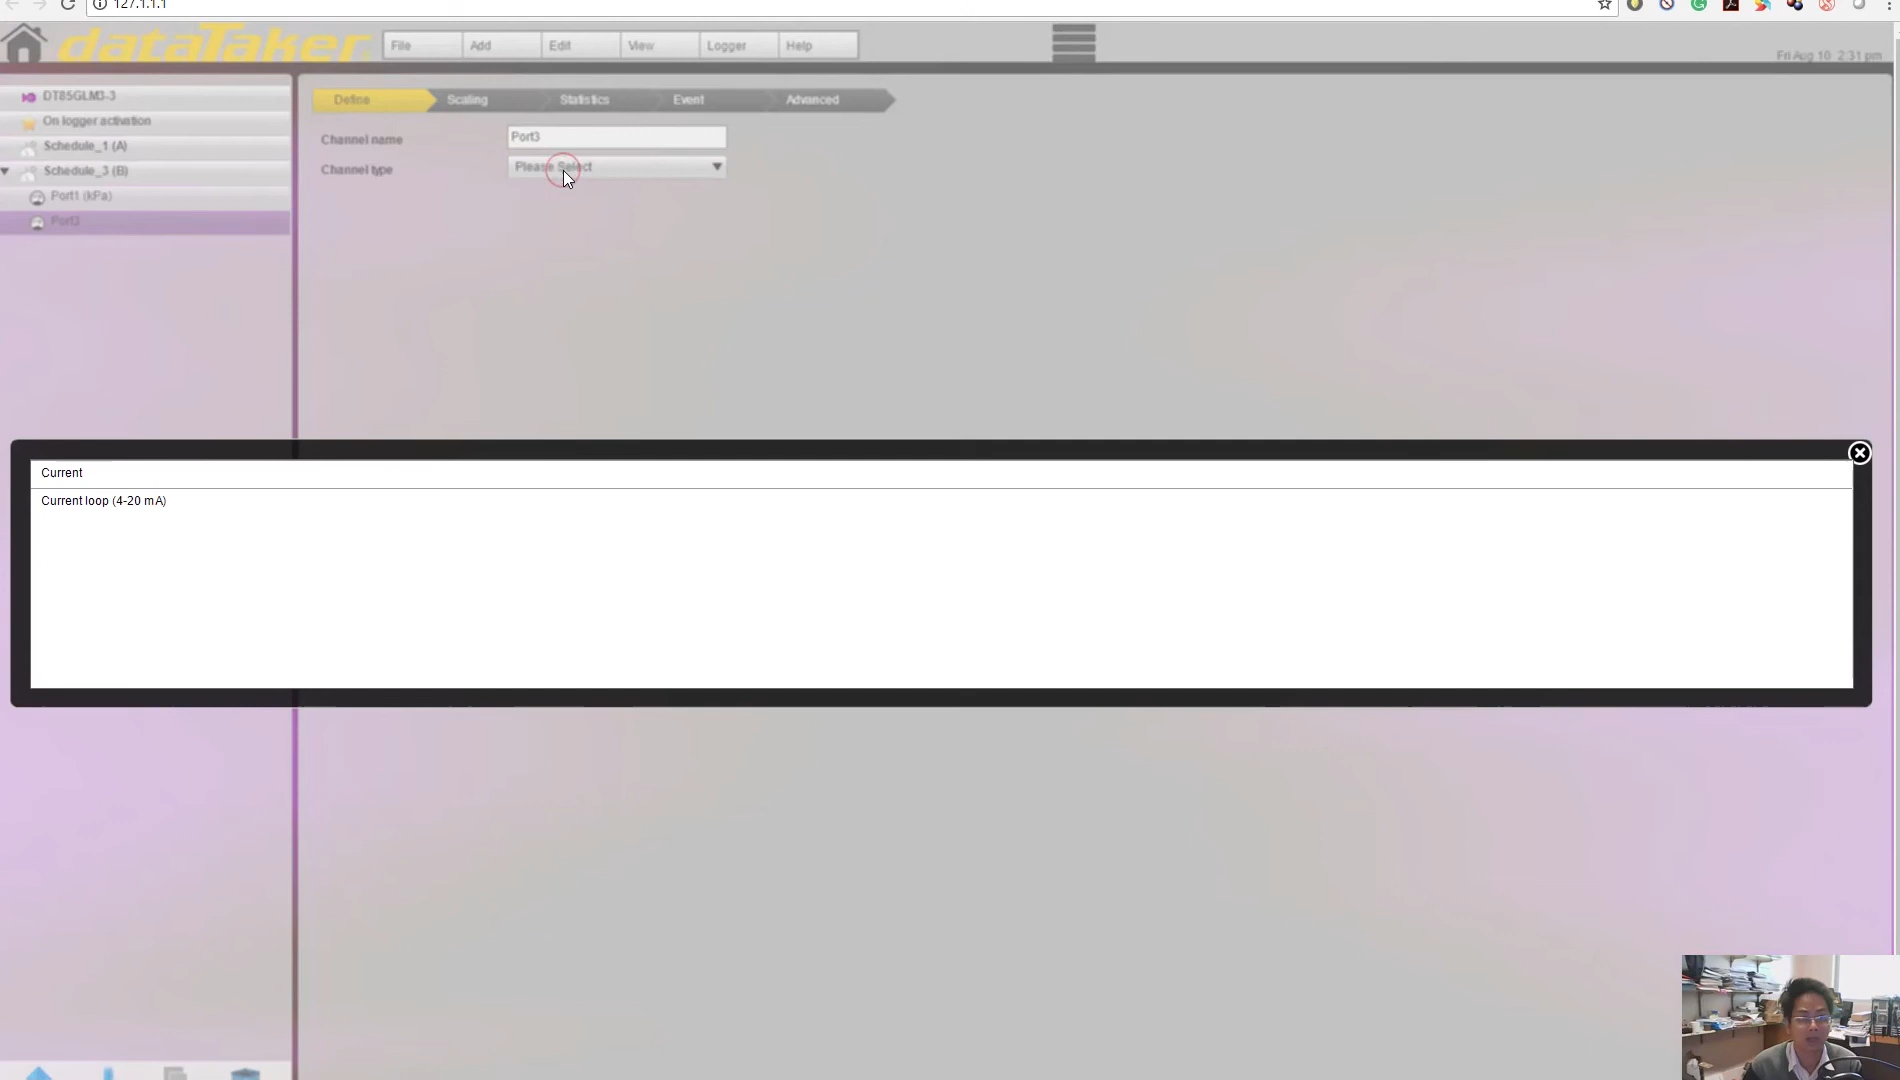 127.1.1.1
dataTaker
File Add Edit View Logger Help
Fri Aug 10 2:31 pm
DT85GLM3-3
On logger activation
Schedule_1 (A)
Schedule_3 (B)
Port1 (kPa)
Port3
Define Scaling Statistics Event Advanced
Channel name Port3
Channel type Please Select
Current
Current loop (4-20 mA)